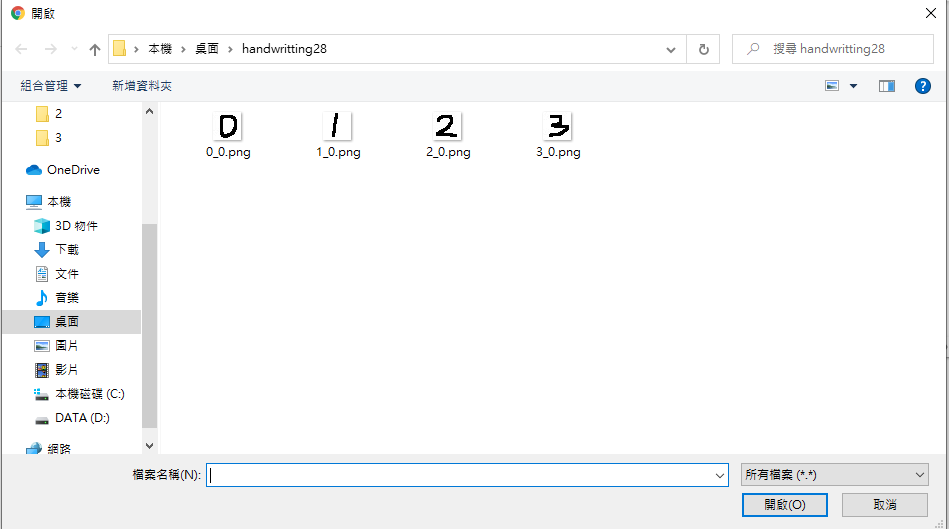 開啟
本機 > 桌面 > handwritting28
搜尋 handwritting28
組合管理
新增資料夾
2
3
OneDrive
本機
3D 物件
下載
文件
音樂
桌面
圖片
影片
本機磁碟 (C:)
DATA (D:)
網路
0
1
2
3
0_0.png
1_0.png
2_0.png
3_0.png
檔案名稱(N):
所有檔案 (*.*)
開啟(O)
取消